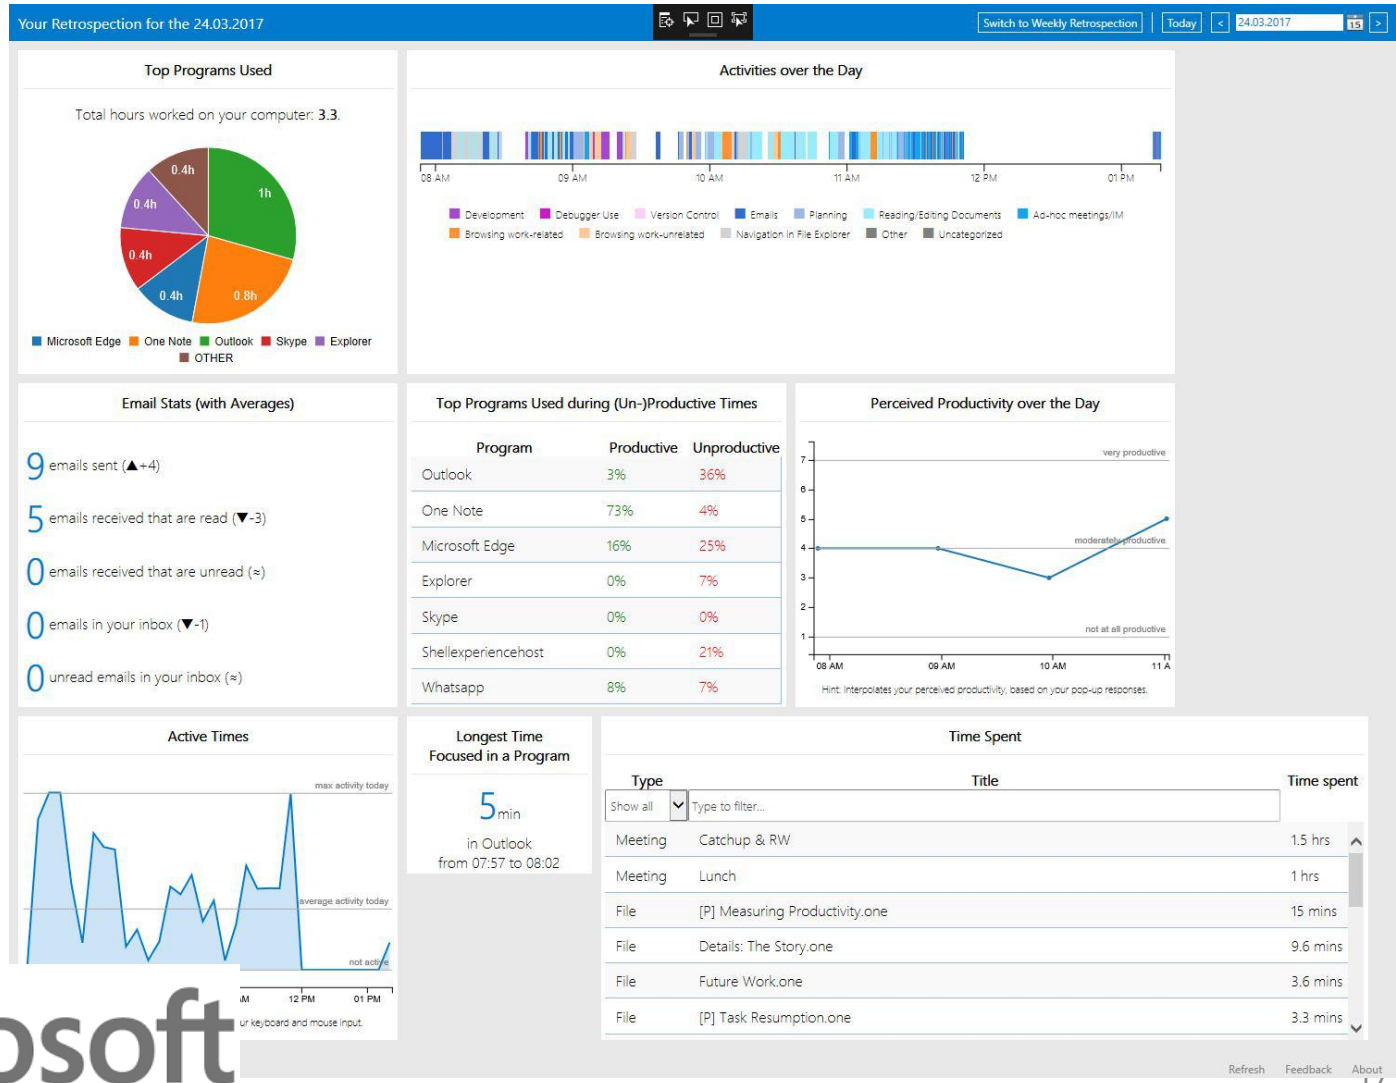 Your Retrospection for the 24.03.2017
Switch to Weekly Retrospection
Today
<
24.03.2017
15
>
Top Programs Used
Total hours worked on your computer: 3.3.
0.4h
1h
0.4h
0.4h
0.4h
0.8h
Microsoft Edge One Note Outlook Skype Explorer
OTHER
Activities over the Day
08 AM 09 AM 10 AM 11 AM 12 PM 01 PM
Development Debugger Use Version Control Emails Planning Reading/Editing Documents Ad-hoc meetings/IM
Browsing work-related Browsing work-unrelated Navigation in File Explorer Other Uncategorized
Email Stats (with Averages)
9 emails sent (▲+4)
5 emails received that are read (▼-3)
0 emails received that are unread (≈)
0 emails in your inbox (▼-1)
0 unread emails in your inbox (≈)
Top Programs Used during (Un-)Productive Times
Program Productive Unproductive
Outlook 3% 36%
One Note 73% 4%
Microsoft Edge 16% 25%
Explorer 0% 7%
Skype 0% 0%
Shellexperiencehost 0% 21%
Whatsapp 8% 7%
Perceived Productivity over the Day
7 very productive
6
5
4 moderately productive
3
2
1 not at all productive
08 AM 09 AM 10 AM 11 A
Hint: Interpolates your perceived productivity, based on your pop-up responses.
Active Times
max activity today
average activity today
not active
AM 12 PM 01 PM
ur keyboard and mouse input.
osoft
Longest Time
Focused in a Program
5 min
in Outlook
from 07:57 to 08:02
Time Spent
Type Title Time spent
Show all Type to filter...
Meeting Catchup & RW 1.5 hrs
Meeting Lunch 1 hrs
File [P] Measuring Productivity.one 15 mins
File Details: The Story.one 9.6 mins
File Future Work.one 3.6 mins
File [P] Task Resumption.one 3.3 mins
Refresh Feedback About